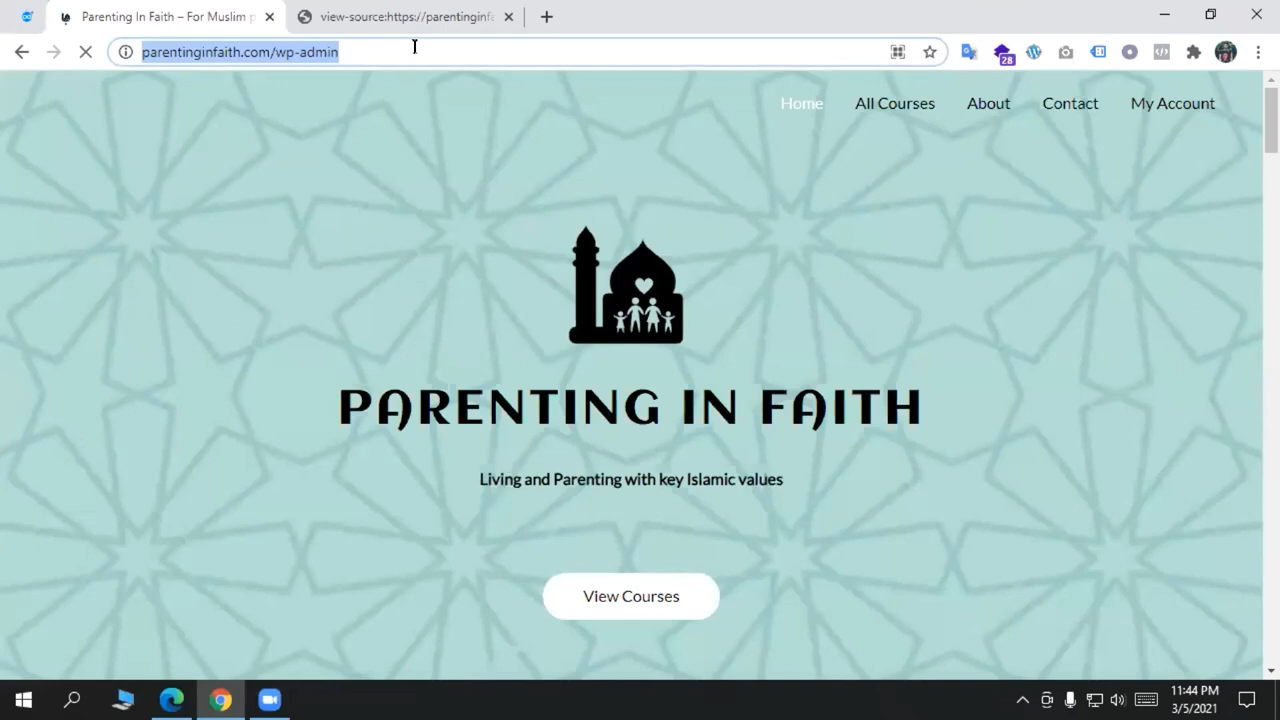 Parenting In Faith – For Muslim p
view-source:https://parentinginfa
parentinginfaith.com/wp-admin
28
Home
All Courses
About
Contact
My Account
PARENTING IN FAITH
Living and Parenting with key Islamic values
View Courses
11:44 PM
3/5/2021